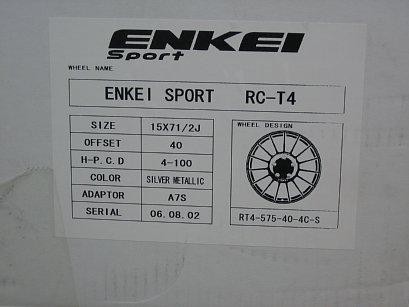 ENKEI
Sport
WHEEL NAME
ENKEI SPORT RC-T4
SIZE 15X71/2J
OFFSET 40
H-P.C.D 4-100
COLOR SILVER METALLIC
ADAPTOR A7S
SERIAL 06.08.02
WHEEL DESIGN
RT4-575-40-4C-S